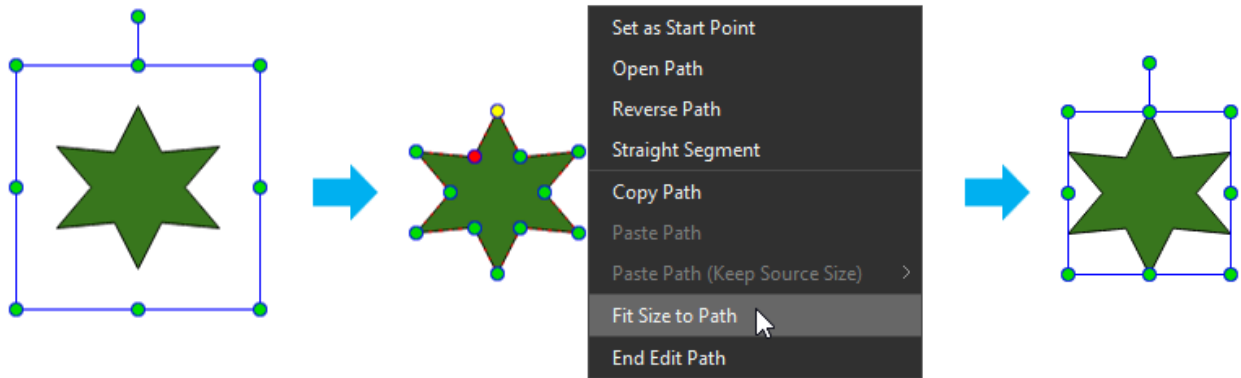 Set as Start Point
Open Path
Reverse Path
Straight Segment
Copy Path
Paste Path
Paste Path (Keep Source Size)
Fit Size to Path
End Edit Path